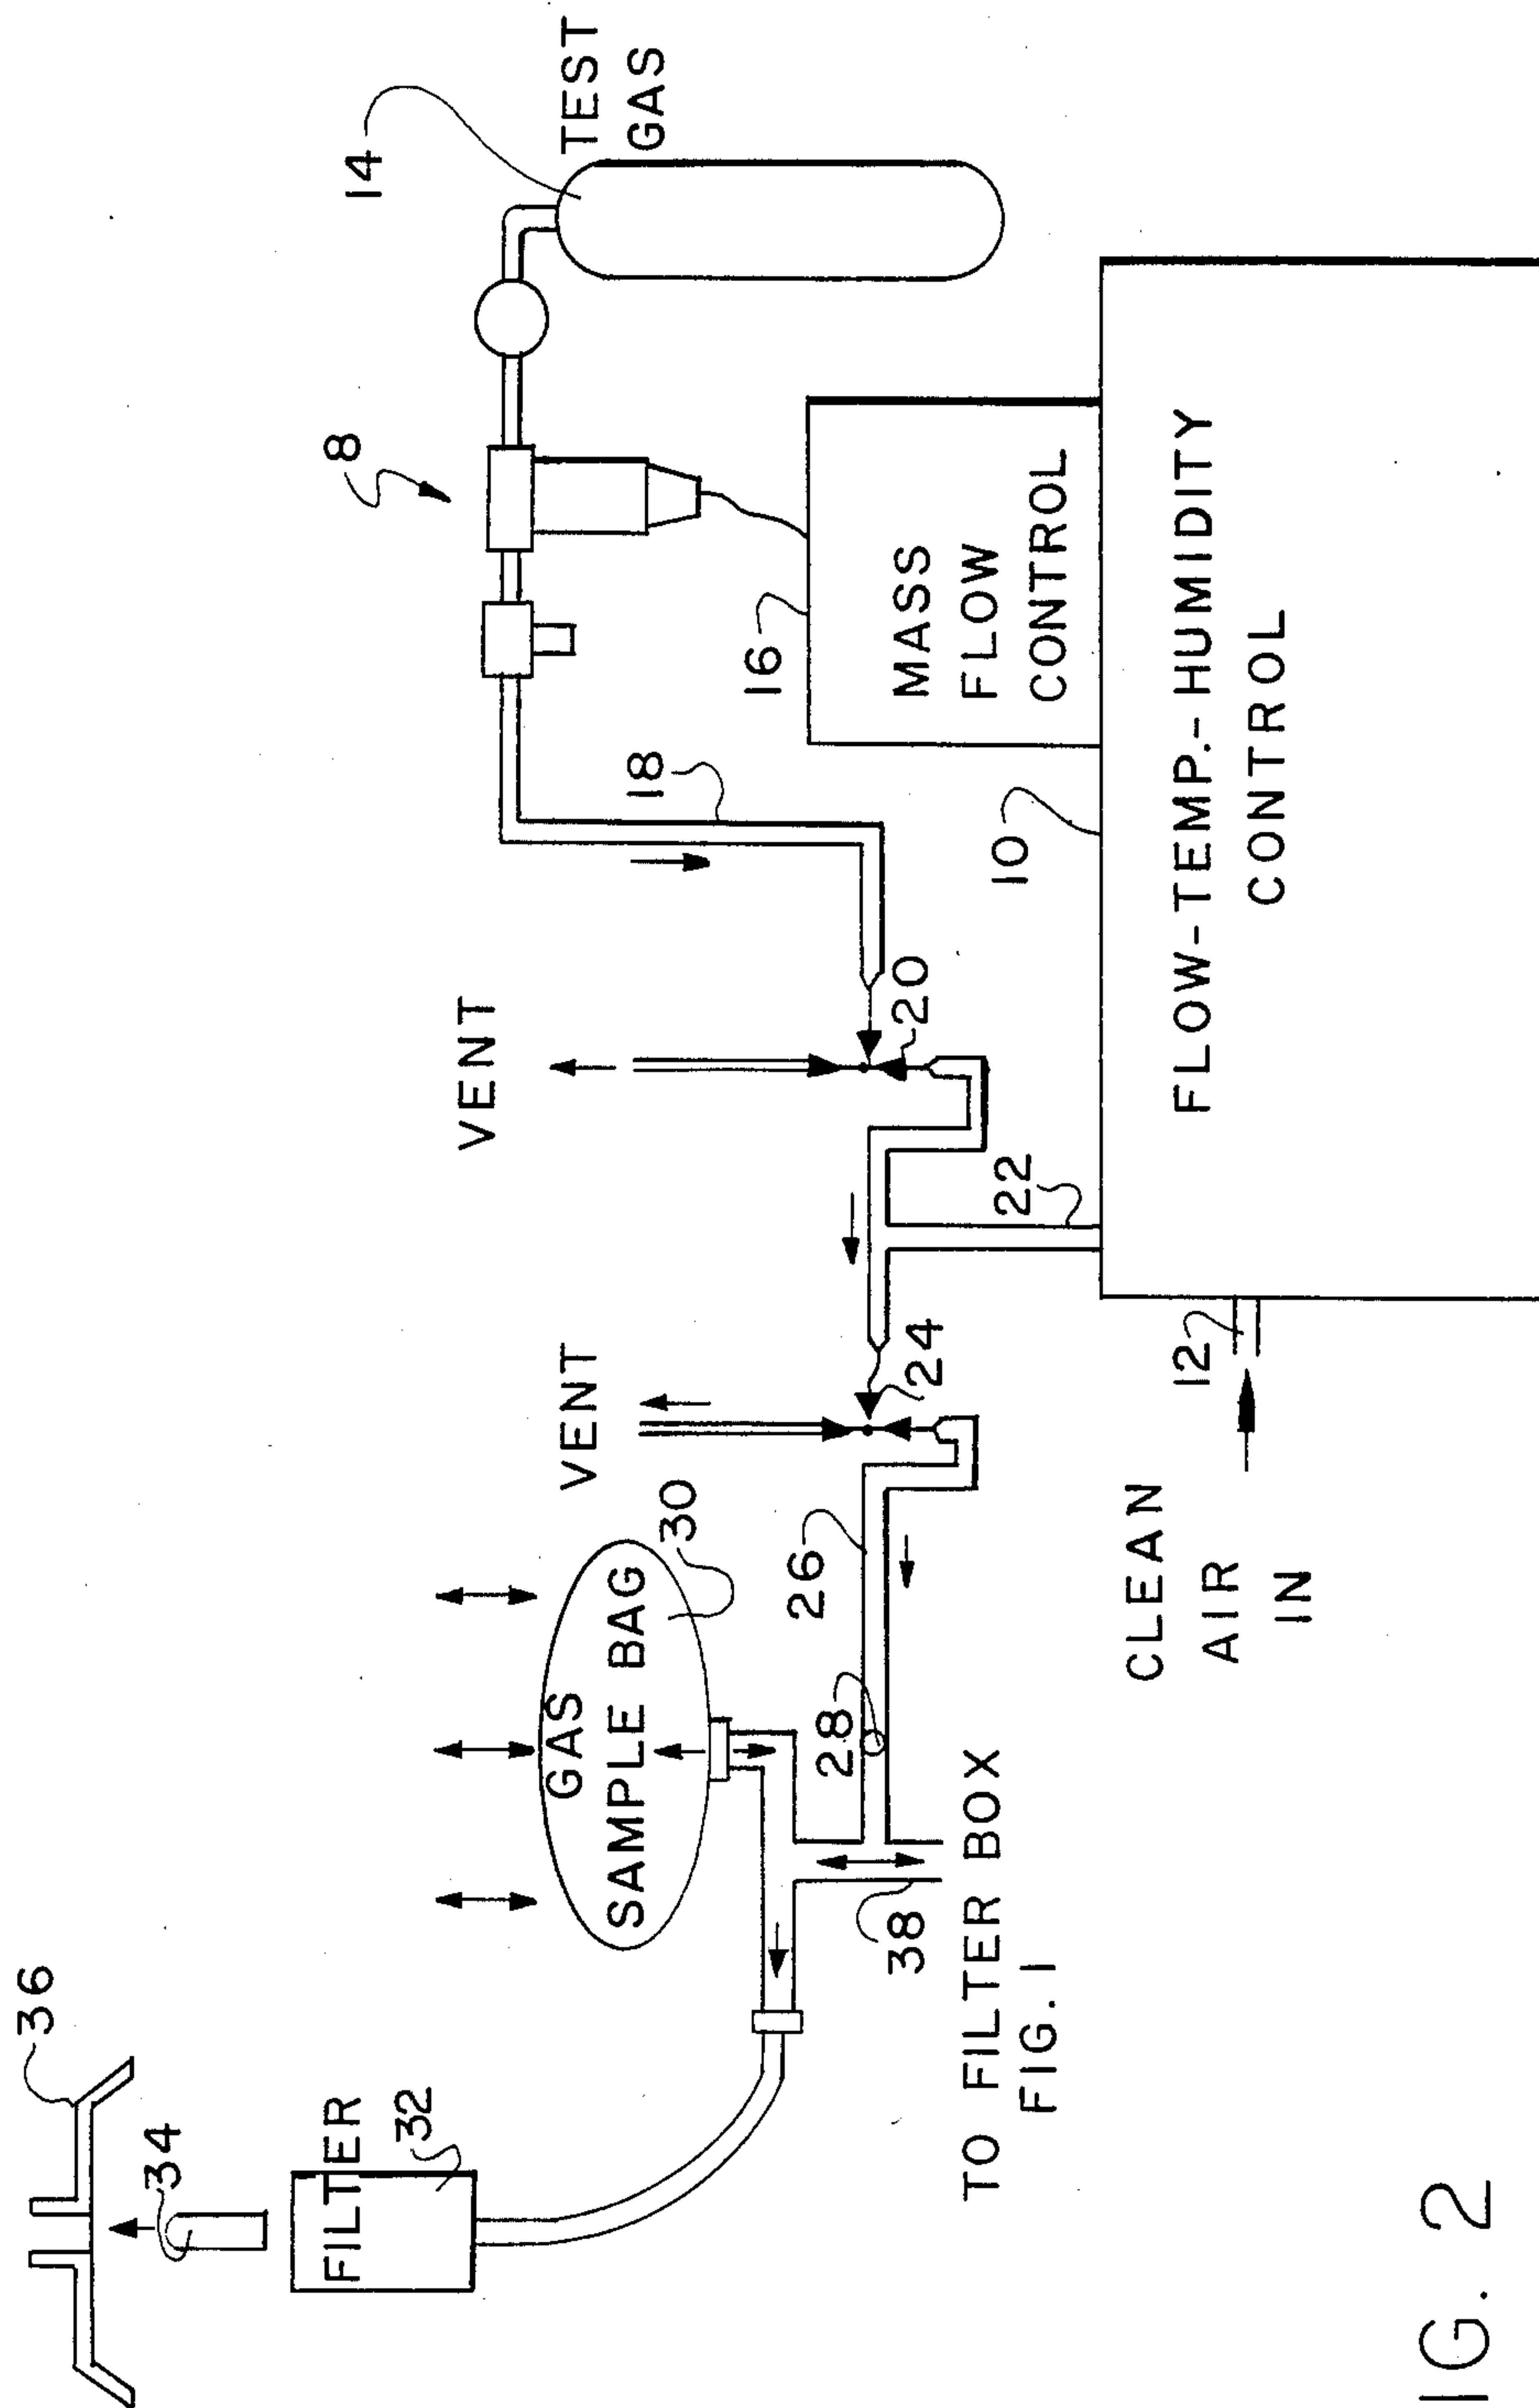 36
34
FILTER
32
GAS
SAMPLE BAG
30
VENT
VENT
8
14
TEST
GAS
18
16
MASS
FLOW
CONTROL
20
24
26
28
38
22
10
TO FILTER BOX
FIG. 1
CLEAN
AIR
IN
12
FLOW-TEMP.-HUMIDITY
CONTROL
IG. 2